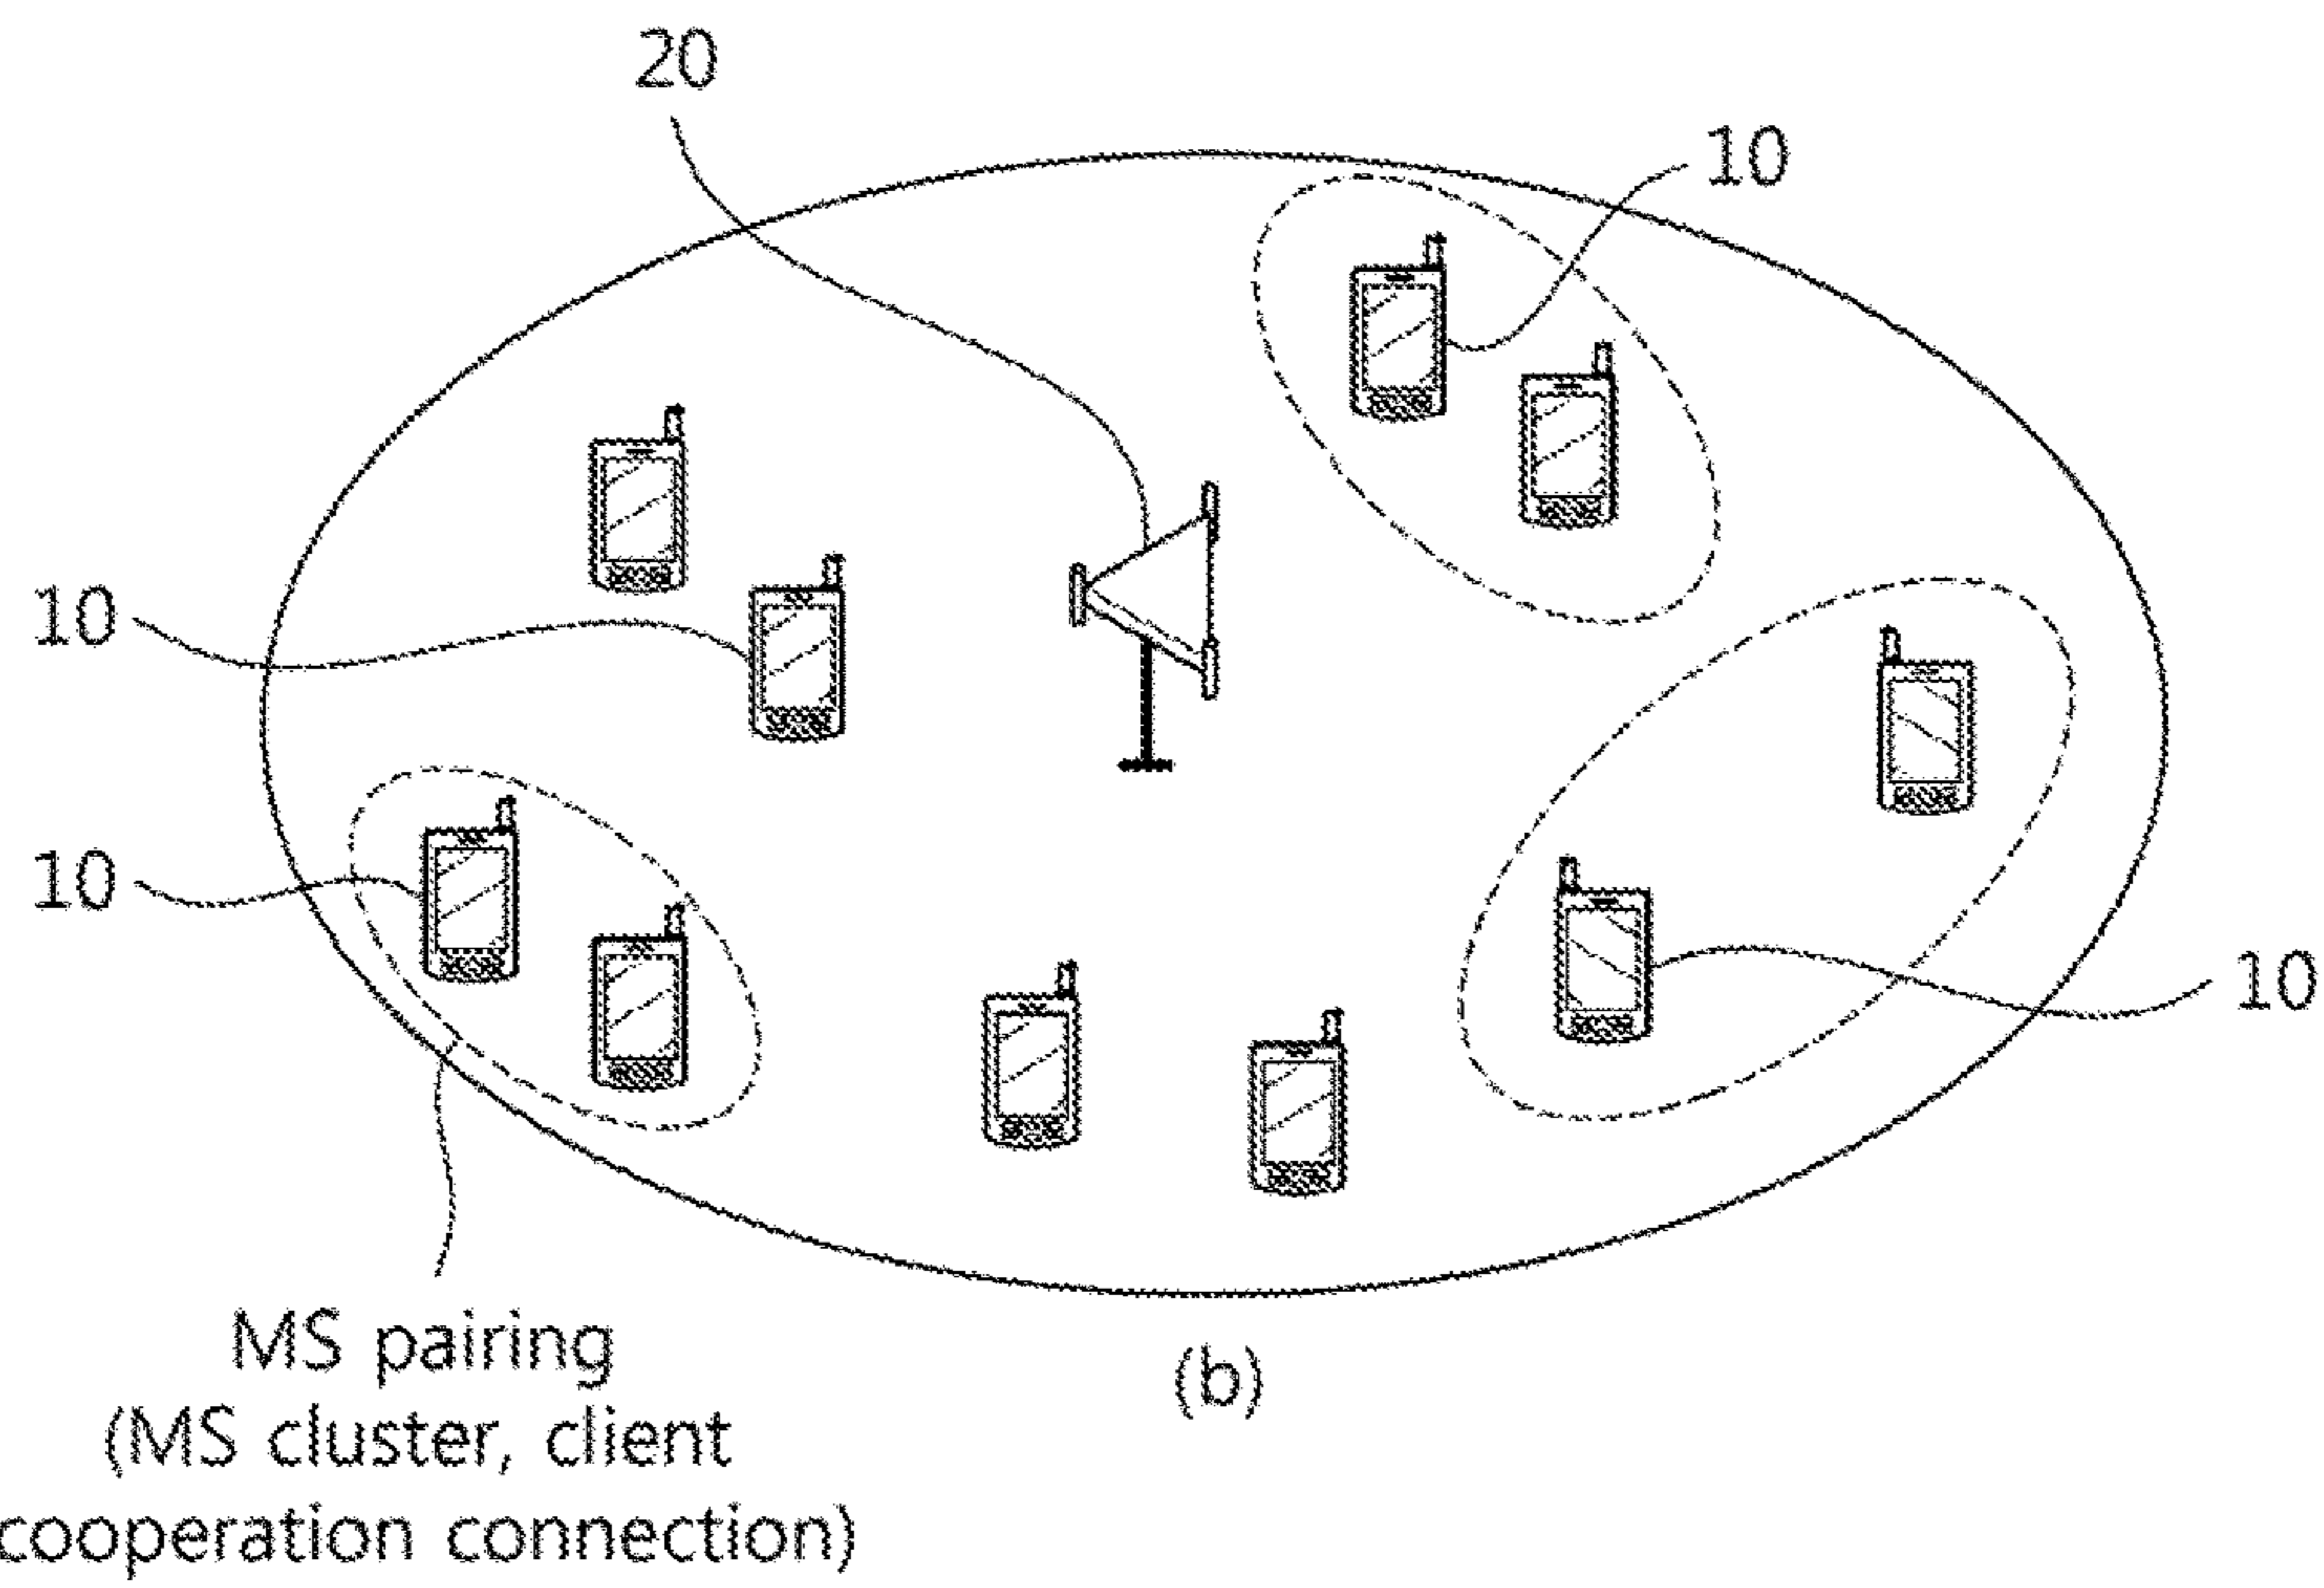 20
10
10
10
10
MS pairing
(MS cluster, client
cooperation connection)
(b)